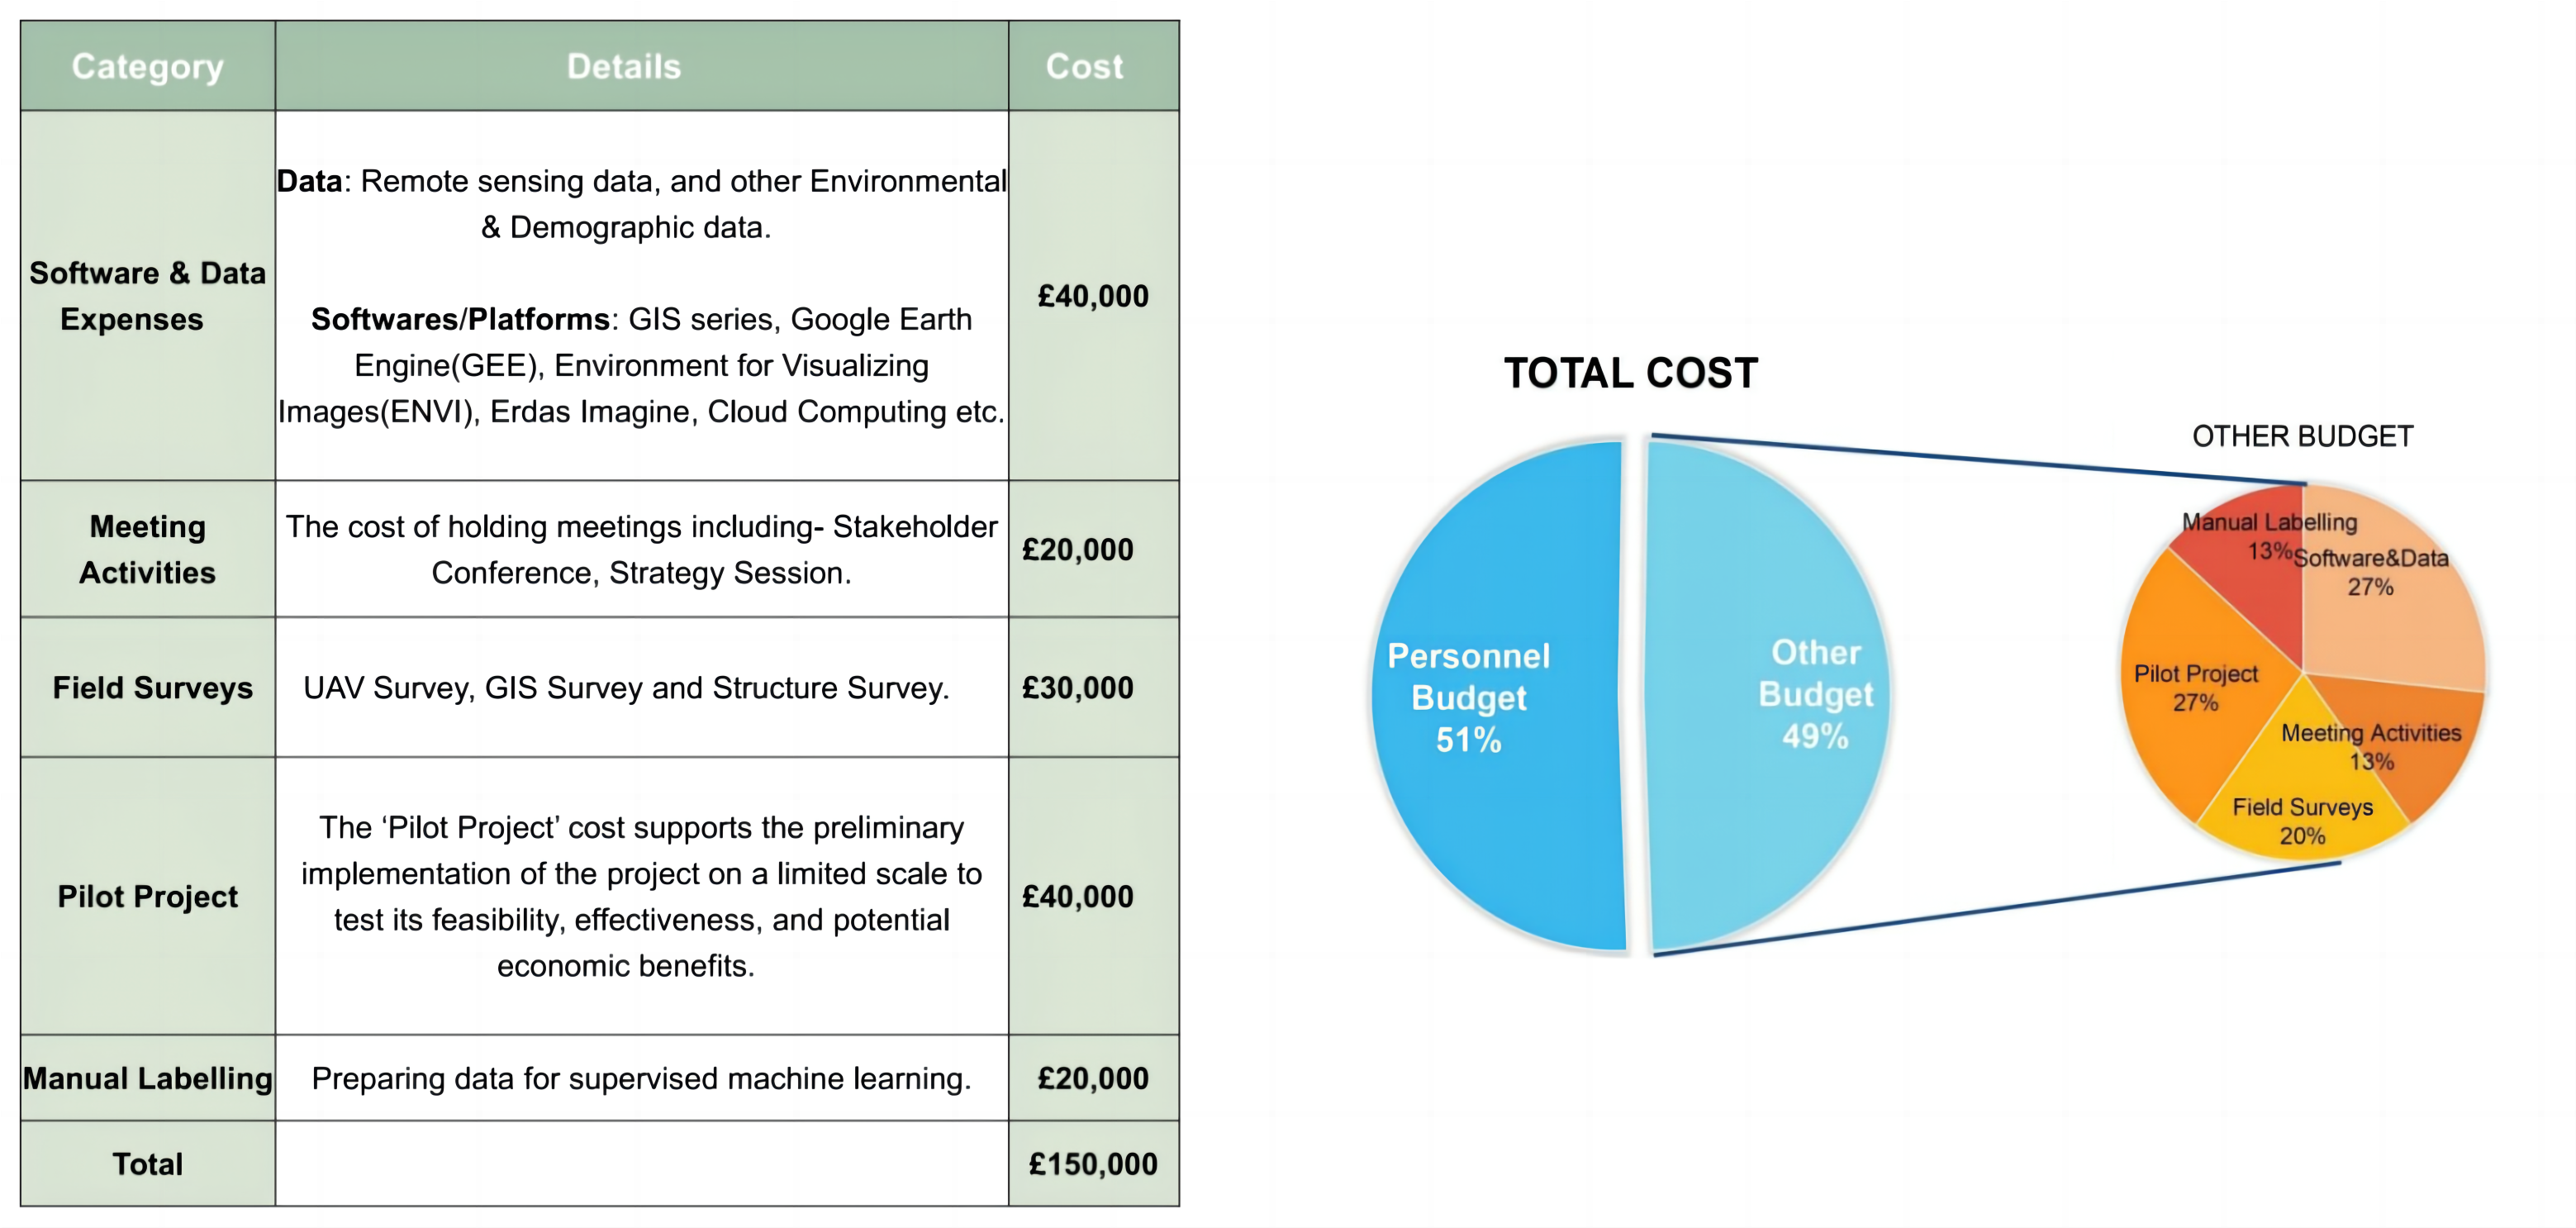 Category Details Cost
Data: Remote sensing data, and other Environmental
& Demographic data.
Software & Data
Expenses
Softwares/Platforms: GIS series, Google Earth
Engine(GEE), Environment for Visualizing
Images(ENVI), Erdas Imagine, Cloud Computing etc.
£40,000
Meeting
Activities
The cost of holding meetings including- Stakeholder
Conference, Strategy Session.
£20,000
Field Surveys
UAV Survey, GIS Survey and Structure Survey.
£30,000
Pilot Project
The ‘Pilot Project’ cost supports the preliminary
implementation of the project on a limited scale to
test its feasibility, effectiveness, and potential
economic benefits.
£40,000
Manual Labelling
Preparing data for supervised machine learning.
£20,000
Total
£150,000
TOTAL COST
Personnel
Budget
51%
Other
Budget
49%
OTHER BUDGET
Manual Labelling
13%
Software&Data
27%
Pilot Project
27%
Meeting Activities
13%
Field Surveys
20%